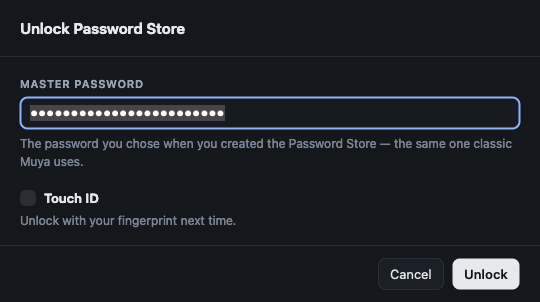 Unlock Password Store
MASTER PASSWORD
••••••••••••••••••••••••
The password you chose when you created the Password Store — the same one classic
Muya uses.
Touch ID
Unlock with your fingerprint next time.
Cancel
Unlock